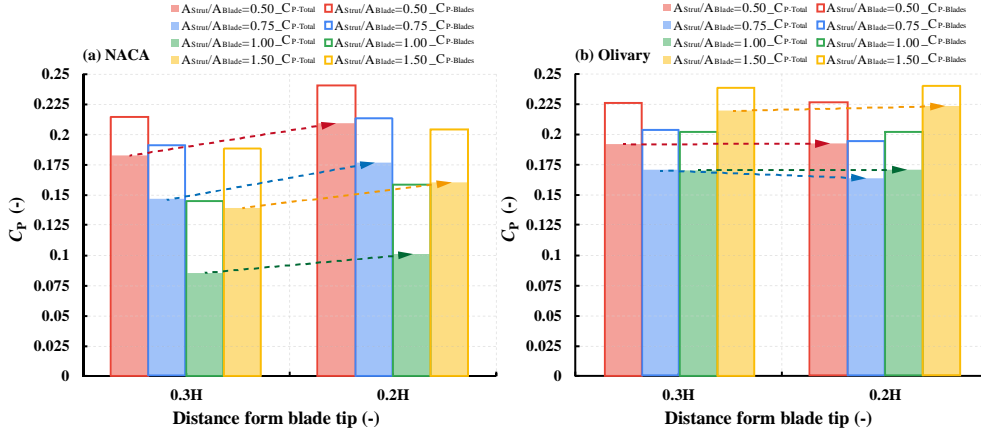 AStrut/ABlade=0.50_CP-Total AStrut/ABlade=0.50_CP-Blades
AStrut/ABlade=0.75_CP-Total AStrut/ABlade=0.75_CP-Blades
AStrut/ABlade=1.00_CP-Total AStrut/ABlade=1.00_CP-Blades
AStrut/ABlade=1.50_CP-Total AStrut/ABlade=1.50_CP-Blades
(a) NACA
0.25
0.225
0.2
0.175
0.15
0.125
0.1
0.075
0.05
0.025
0
CP (-)
0.3H 0.2H
Distance form blade tip (-)
AStrut/ABlade=0.50_CP-Total AStrut/ABlade=0.50_CP-Blades
AStrut/ABlade=0.75_CP-Total AStrut/ABlade=0.75_CP-Blades
AStrut/ABlade=1.00_CP-Total AStrut/ABlade=1.00_CP-Blades
AStrut/ABlade=1.50_CP-Total AStrut/ABlade=1.50_CP-Blades
(b) Olivary
0.25
0.225
0.2
0.175
0.15
0.125
0.1
0.075
0.05
0.025
0
CP (-)
0.3H 0.2H
Distance form blade tip (-)